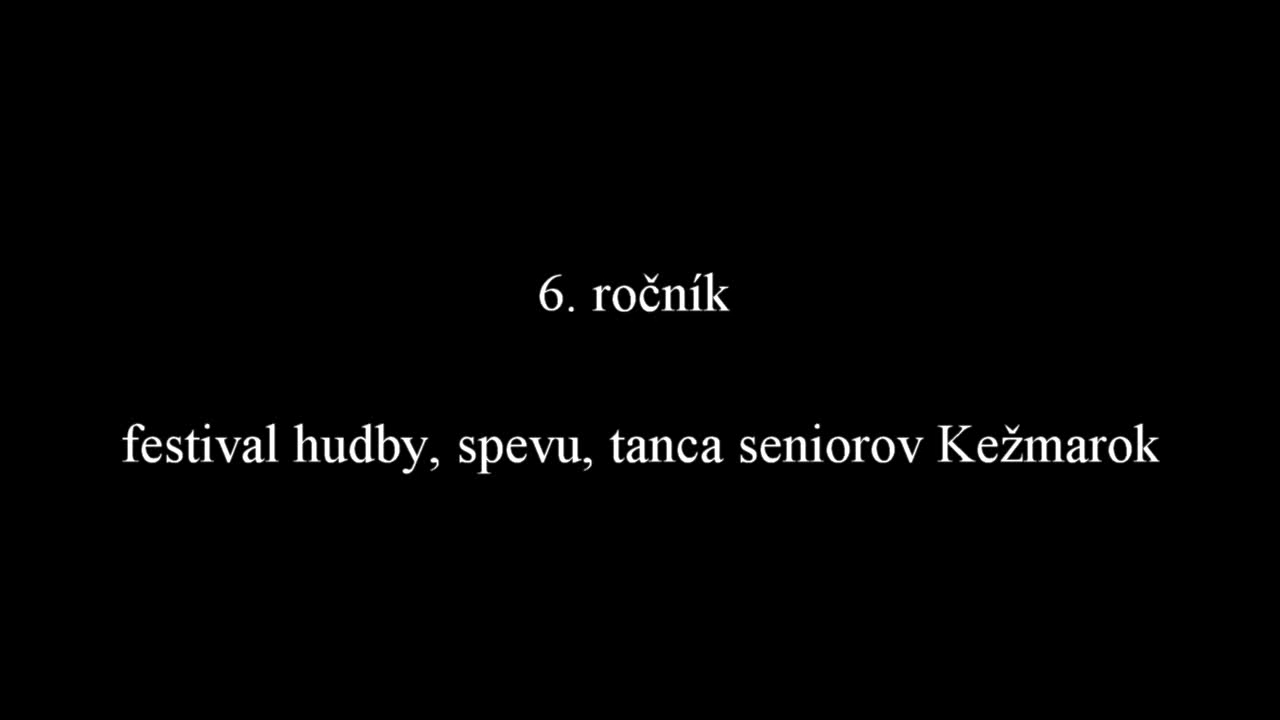 6. ročník
festival hudby, spevu, tanca seniorov Kežmarok